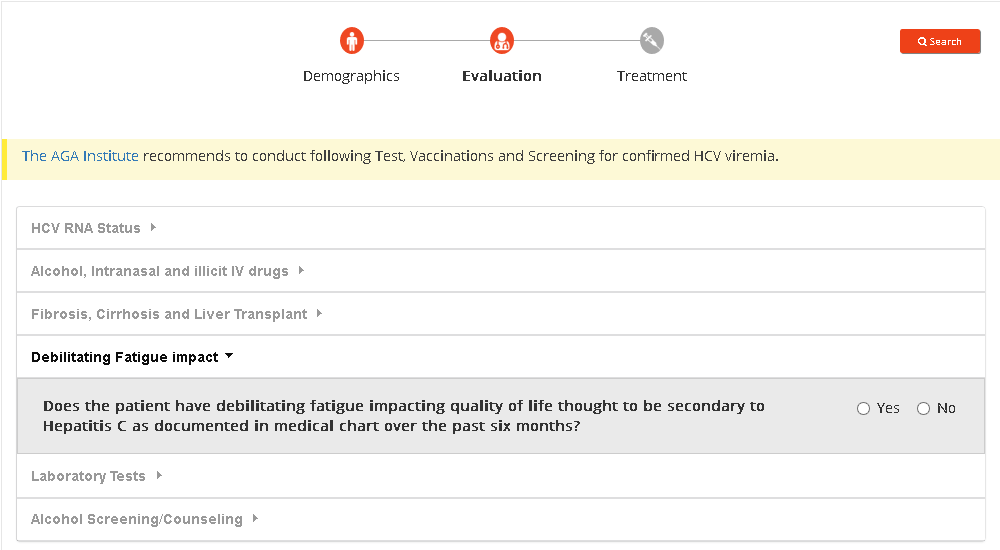 Demographics
Evaluation
Treatment
Search
The AGA Institute recommends to conduct following Test, Vaccinations and Screening for confirmed HCV viremia.
HCV RNA Status
Alcohol, Intranasal and illicit IV drugs
Fibrosis, Cirrhosis and Liver Transplant
Debilitating Fatigue impact
Does the patient have debilitating fatigue impacting quality of life thought to be secondary to
Hepatitis C as documented in medical chart over the past six months?
Yes
No
Laboratory Tests
Alcohol Screening/Counseling